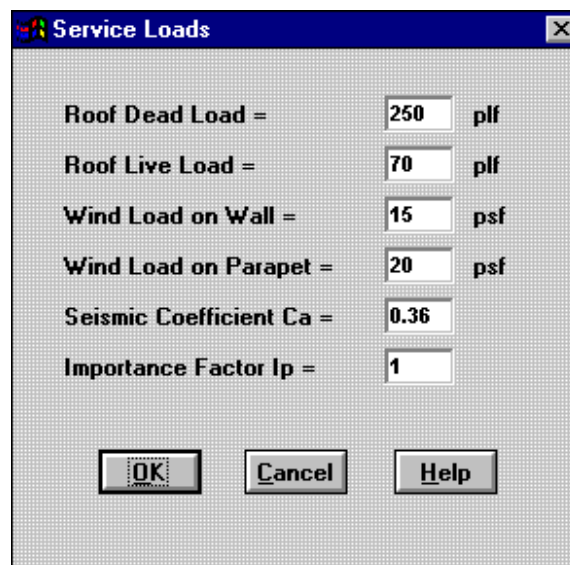 Service Loads
Roof Dead Load = 250 plf
Roof Live Load = 70 plf
Wind Load on Wall = 15 psf
Wind Load on Parapet = 20 psf
Seismic Coefficient Ca = 0.36
Importance Factor Ip = 1
OK Cancel Help